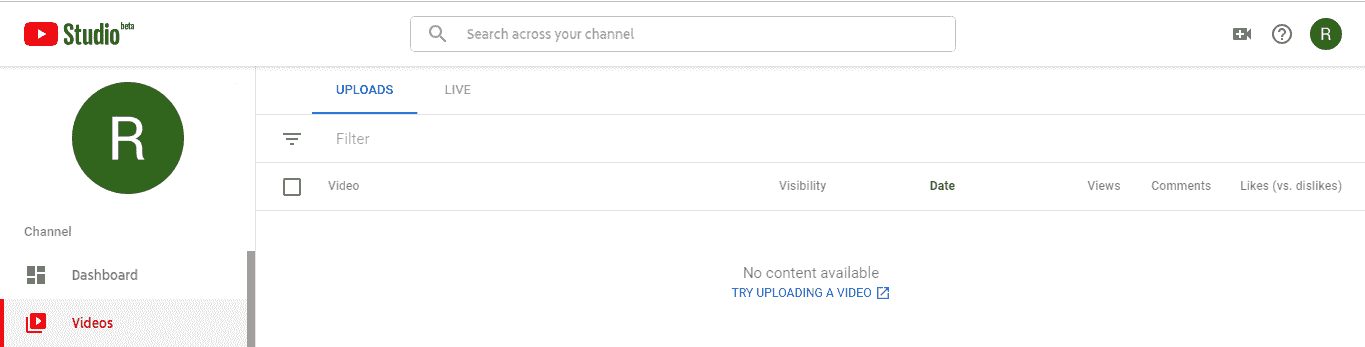 Studio beta
Search across your channel
R
R
Channel
Dashboard
Videos
UPLOADS LIVE
Filter
Video Visibility Date Views Comments Likes (vs. dislikes)
No content available
TRY UPLOADING A VIDEO